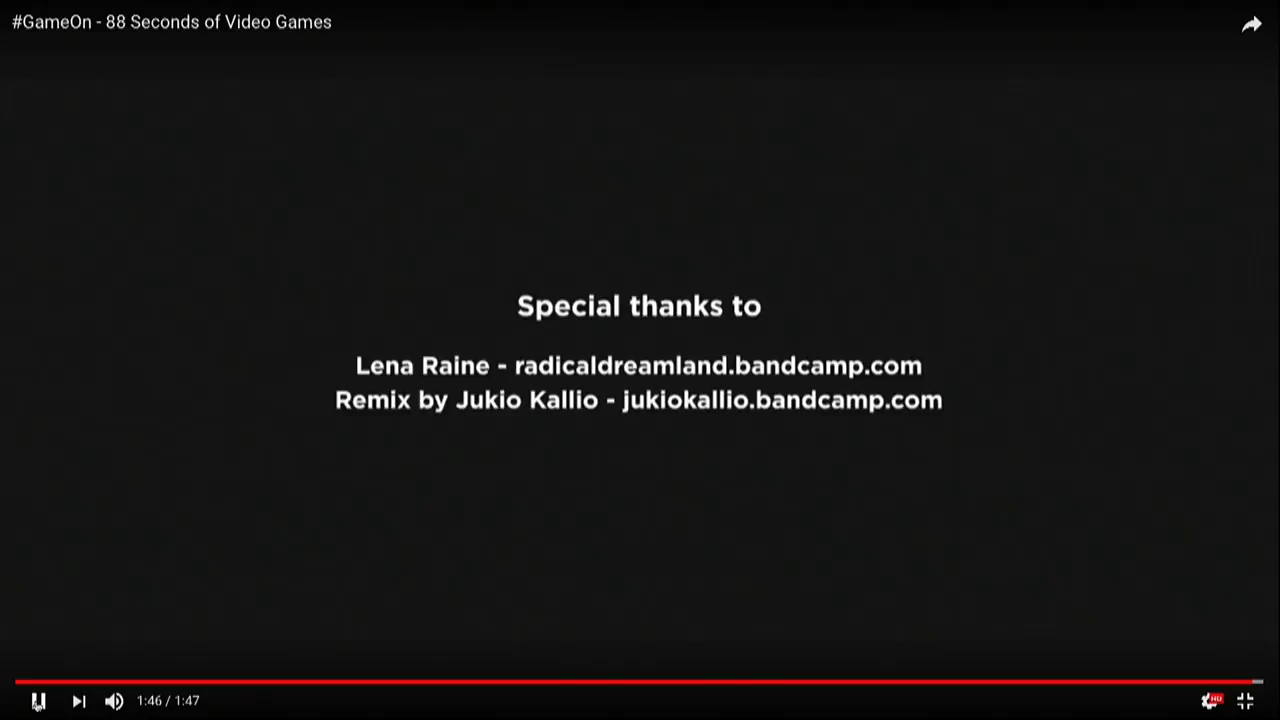 #GameOn - 88 Seconds of Video Games
Special thanks to
Lena Raine - radicaldreamland.bandcamp.com
Remix by Jukio Kallio - jukiokallio.bandcamp.com
1:46 / 1:47
HD